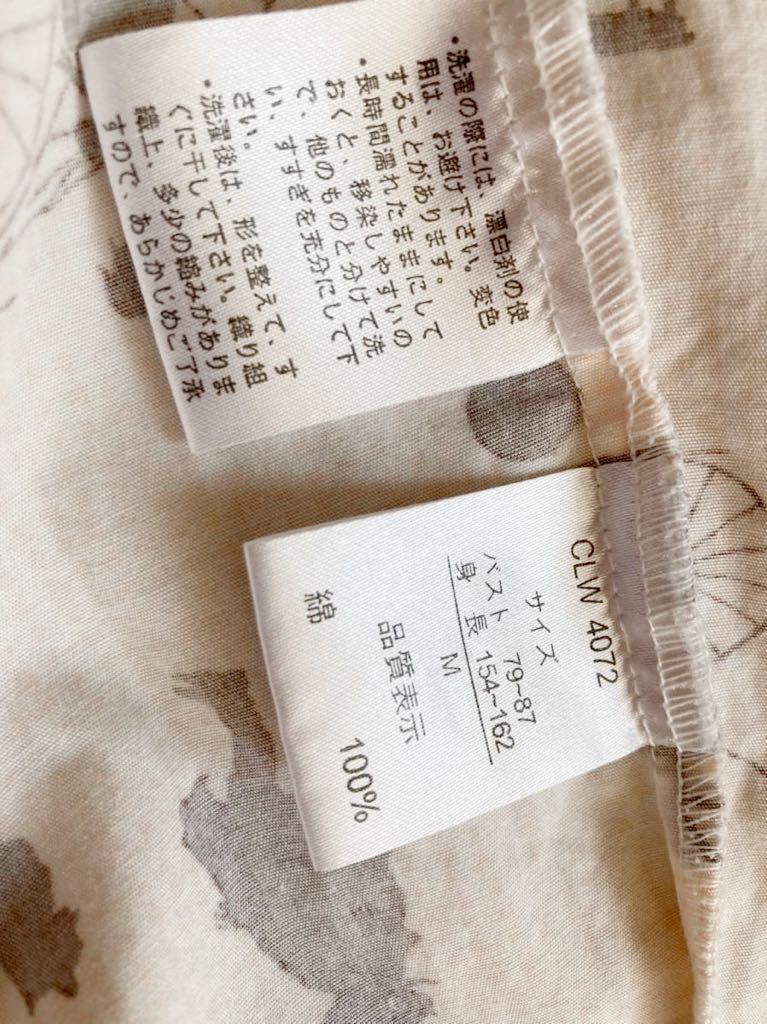 ・洗濯の際には、漂白剤の使
用は、お避け下さい。変色
することがあります。
・長時間濡れたままにして
おくと、移染しやすいの
で、他のものと分けて洗
い、すすぎを充分にして下
さい。
・洗濯後は、形を整えて、す
ぐに干して下さい。織り組
織上、多少の縮みがありま
すので、あらかじめご了承
CLW 4072
サイズ
バスト 79~87
身 長 154~162
M
品質表示
綿 100%